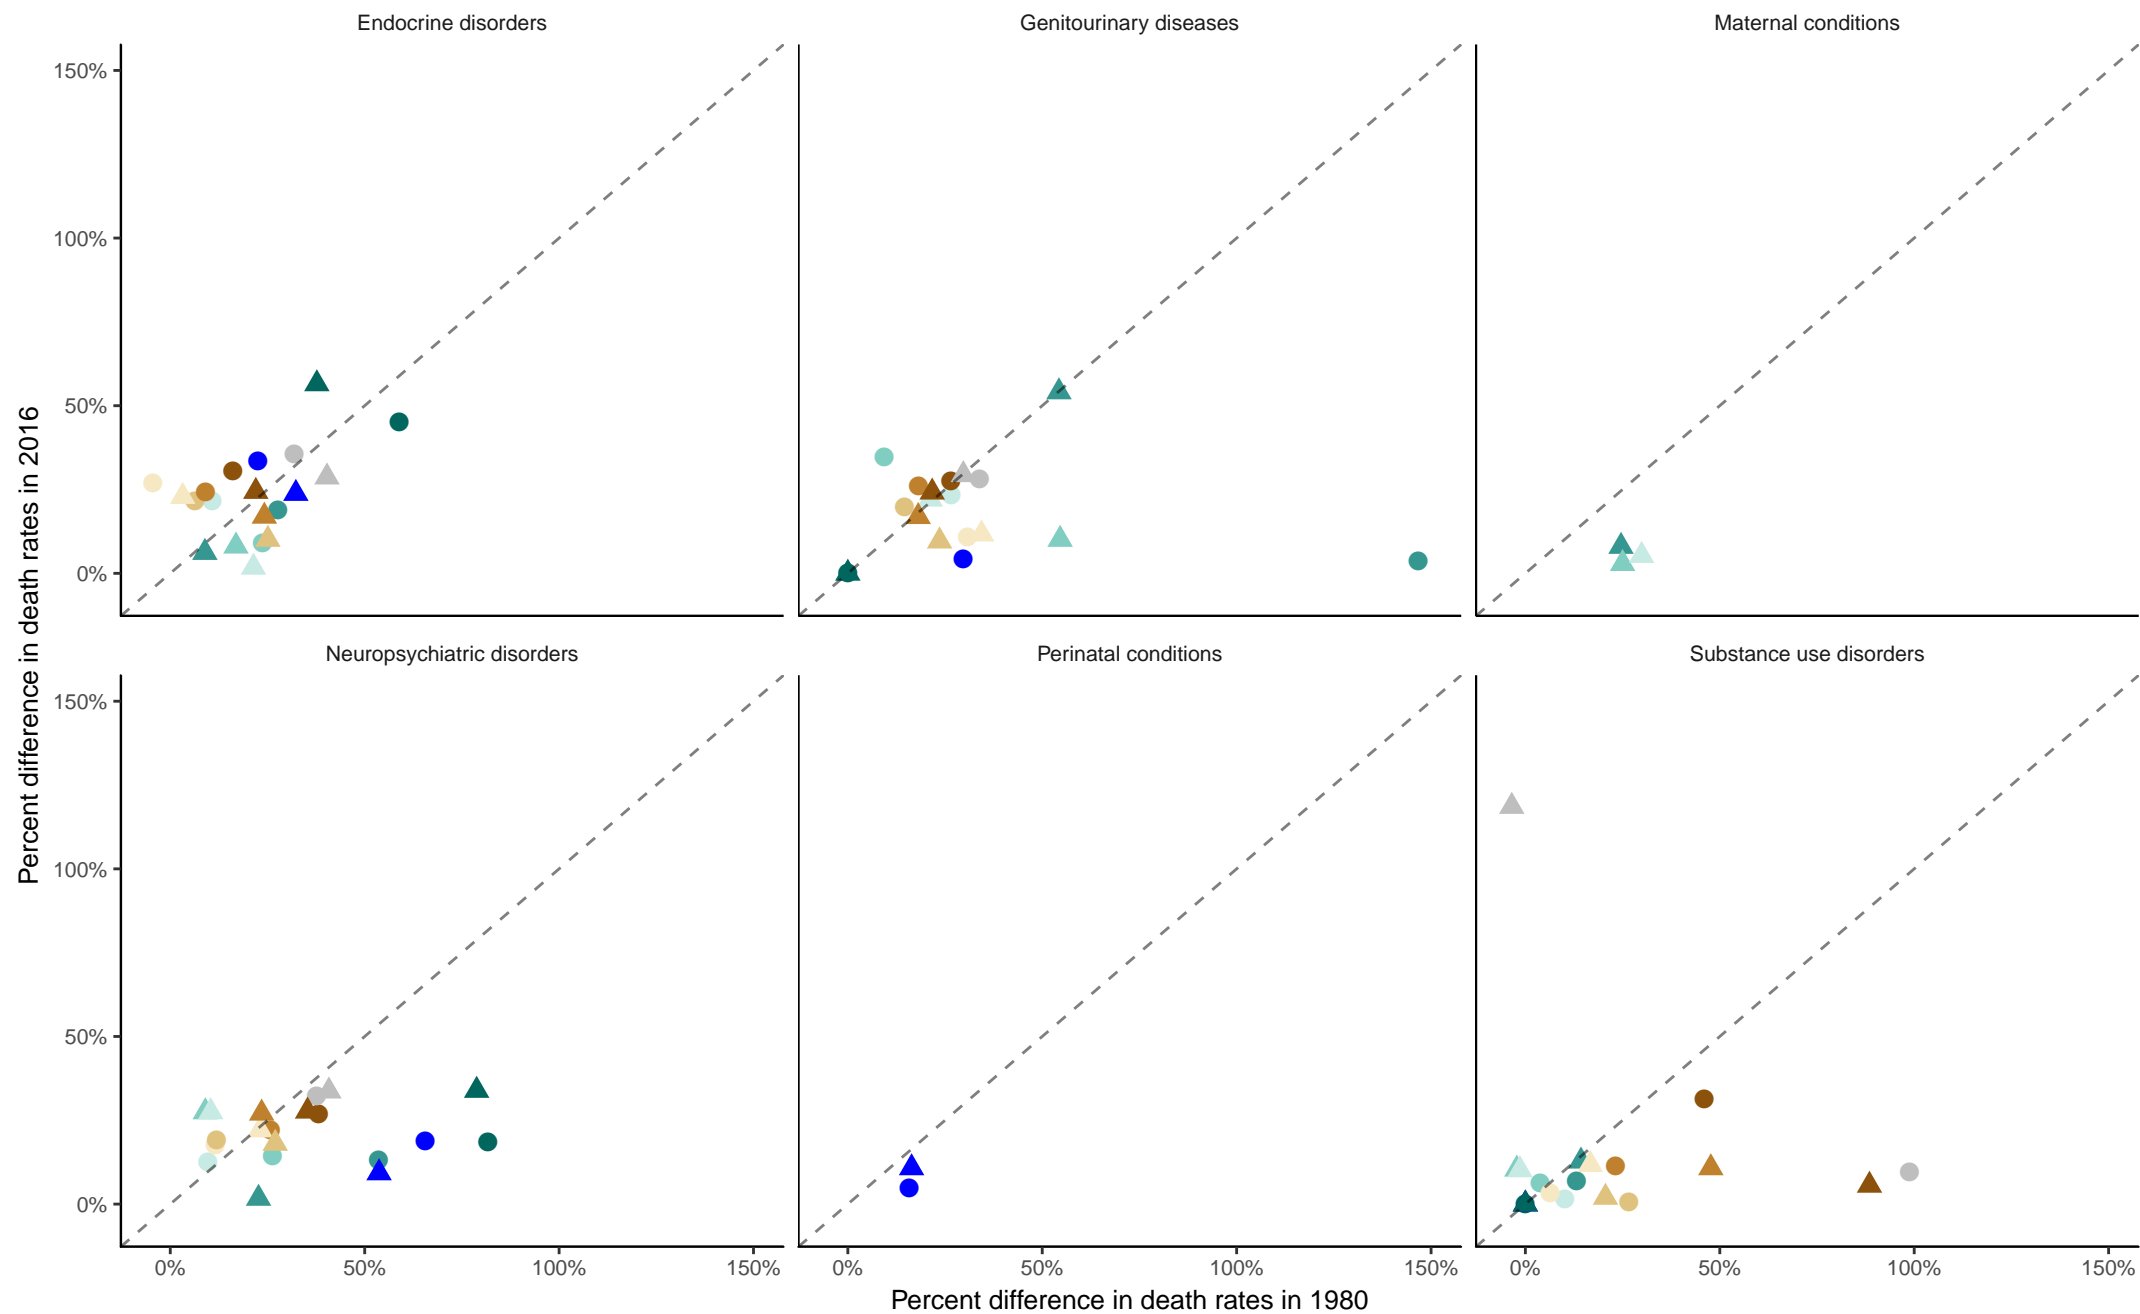 Endocrine disorders
Genitourinary diseases
Maternal conditions
150%
100%
50%
0%
Neuropsychiatric disorders
Perinatal conditions
Substance use disorders
150%
100%
50%
0%
0% 50% 100% 150%
0% 50% 100% 150%
0% 50% 100% 150%
Percent difference in death rates in 1980
Percent difference in death rates in 2016